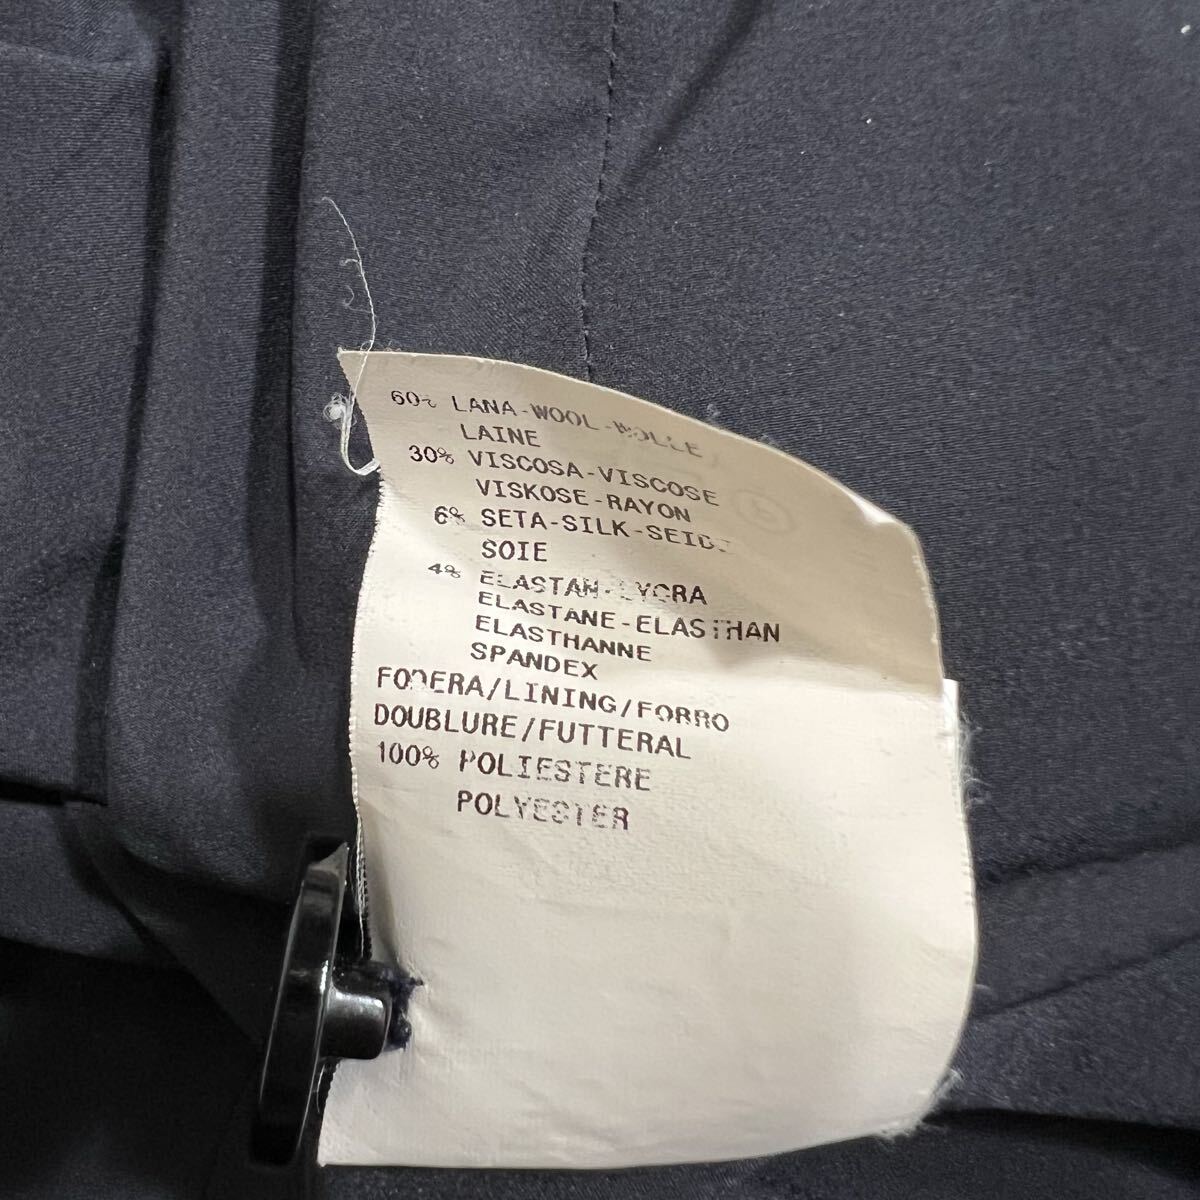 60% LANA-WOOL-WOLLE
LAINE
30% VISCOSA-VISCOSE
VISKOSE-RAYON
6% SETA-SILK-SEIDE
SOIE
4% ELASTAN-LYCRA
ELASTANE-ELASTHAN
ELASTHANNE
SPANDEX
FODERA/LINING/FORRO
DOUBLURE/FUTTERAL
100% POLIESTERE
POLYESTER